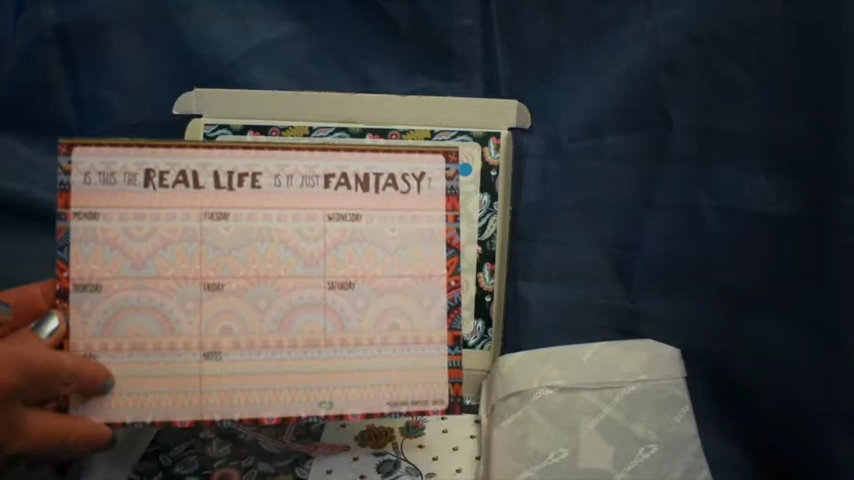 IS THIS THE REAL LIFE IS IT JUST FANTASY?
MONDAY TUESDAY WEDNESDAY
THURSDAY FRIDAY SATURDAY
NOTES